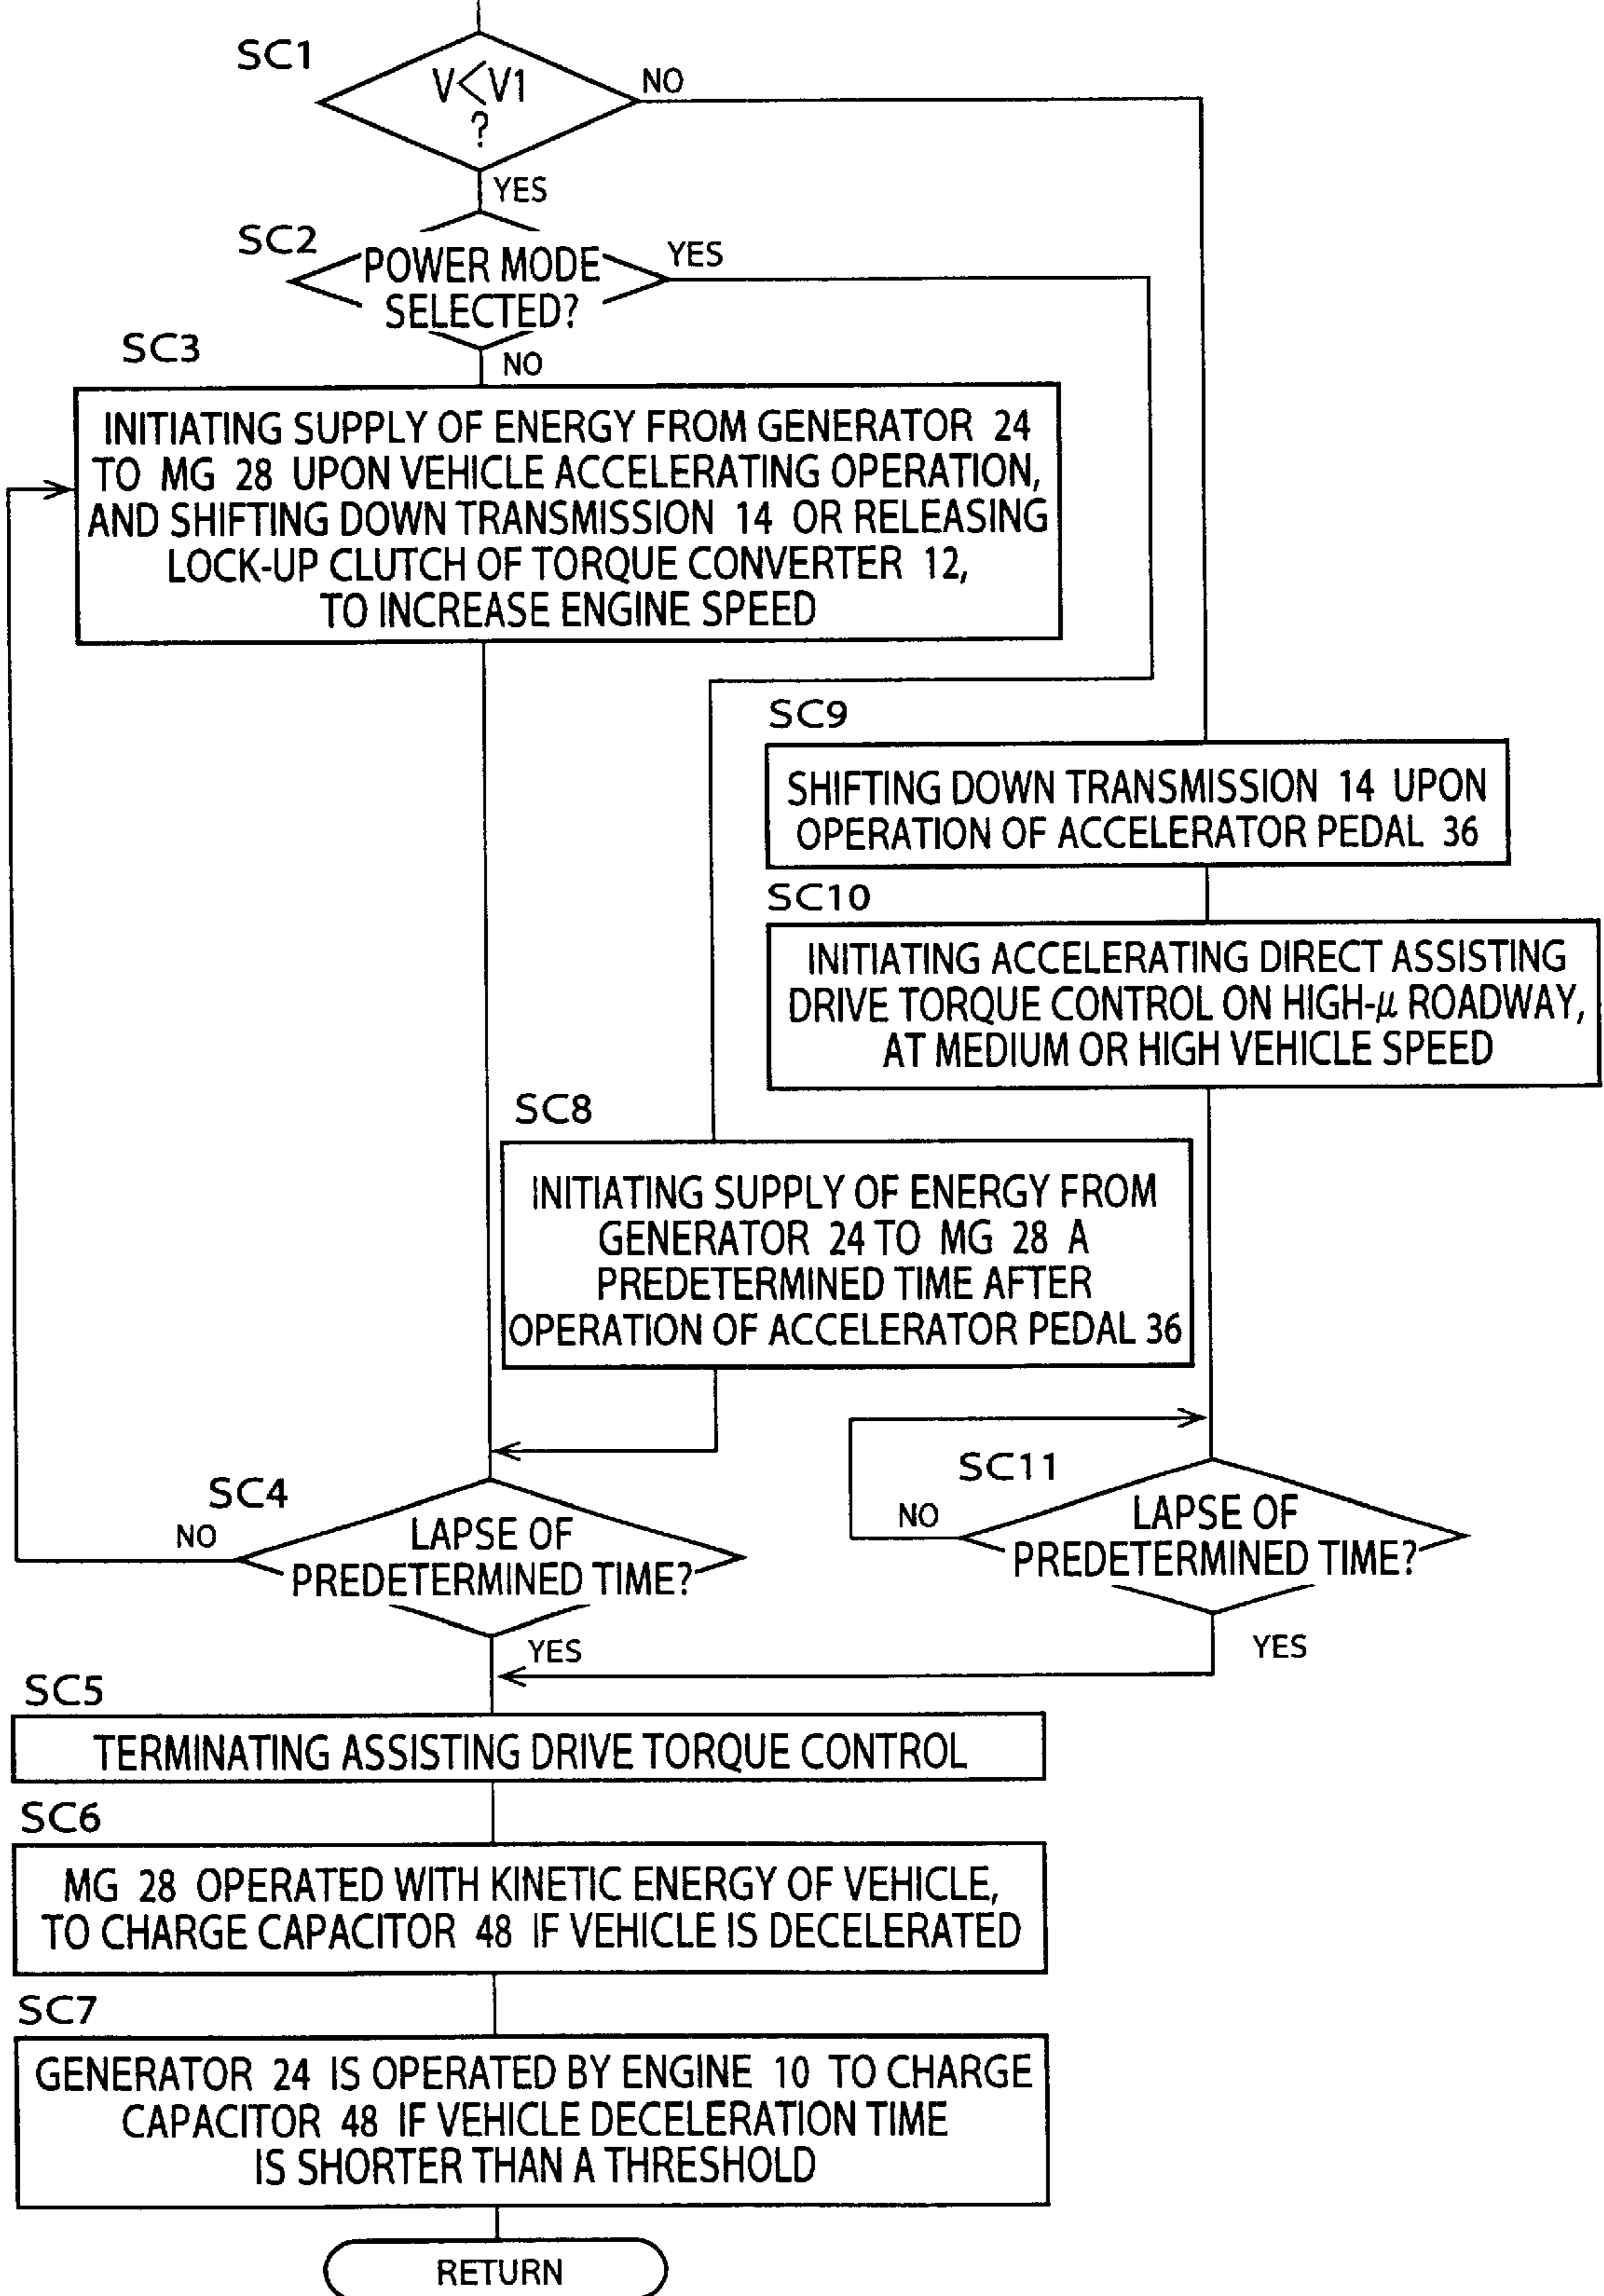 SC1
V<V1
?
NO
YES
SC2
POWER MODE
SELECTED?
YES
NO
SC3
INITIATING SUPPLY OF ENERGY FROM GENERATOR 24
TO MG 28 UPON VEHICLE ACCELERATING OPERATION,
AND SHIFTING DOWN TRANSMISSION 14 OR RELEASING
LOCK-UP CLUTCH OF TORQUE CONVERTER 12,
TO INCREASE ENGINE SPEED
SC9
SHIFTING DOWN TRANSMISSION 14 UPON
OPERATION OF ACCELERATOR PEDAL 36
SC10
INITIATING ACCELERATING DIRECT ASSISTING
DRIVE TORQUE CONTROL ON HIGH-μ ROADWAY,
AT MEDIUM OR HIGH VEHICLE SPEED
SC8
INITIATING SUPPLY OF ENERGY FROM
GENERATOR 24 TO MG 28 A
PREDETERMINED TIME AFTER
OPERATION OF ACCELERATOR PEDAL 36
SC4
NO
LAPSE OF
PREDETERMINED TIME?
YES
SC11
NO
LAPSE OF
PREDETERMINED TIME?
YES
SC5
TERMINATING ASSISTING DRIVE TORQUE CONTROL
SC6
MG 28 OPERATED WITH KINETIC ENERGY OF VEHICLE,
TO CHARGE CAPACITOR 48 IF VEHICLE IS DECELERATED
SC7
GENERATOR 24 IS OPERATED BY ENGINE 10 TO CHARGE
CAPACITOR 48 IF VEHICLE DECELERATION TIME
IS SHORTER THAN A THRESHOLD
RETURN